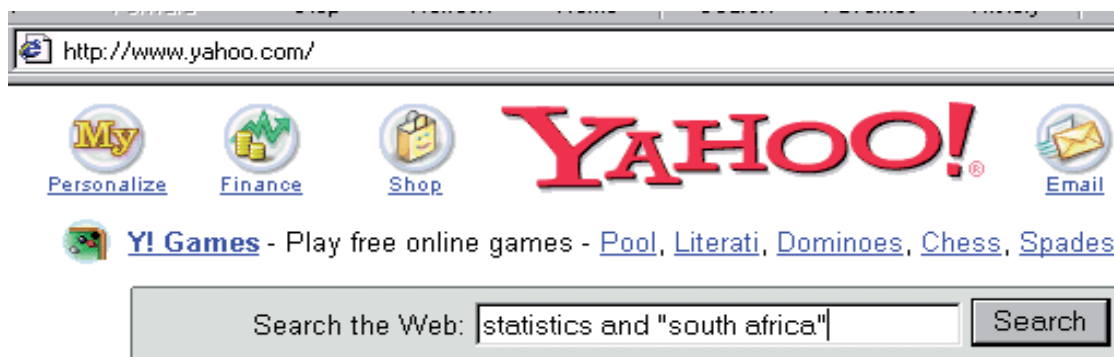 http://www.yahoo.com/
My YAHOO! ®
Personalize Finance Shop Email
Y! Games - Play free online games - Pool, Literati, Dominoes, Chess, Spades
Search the Web: statistics and "south africa" Search